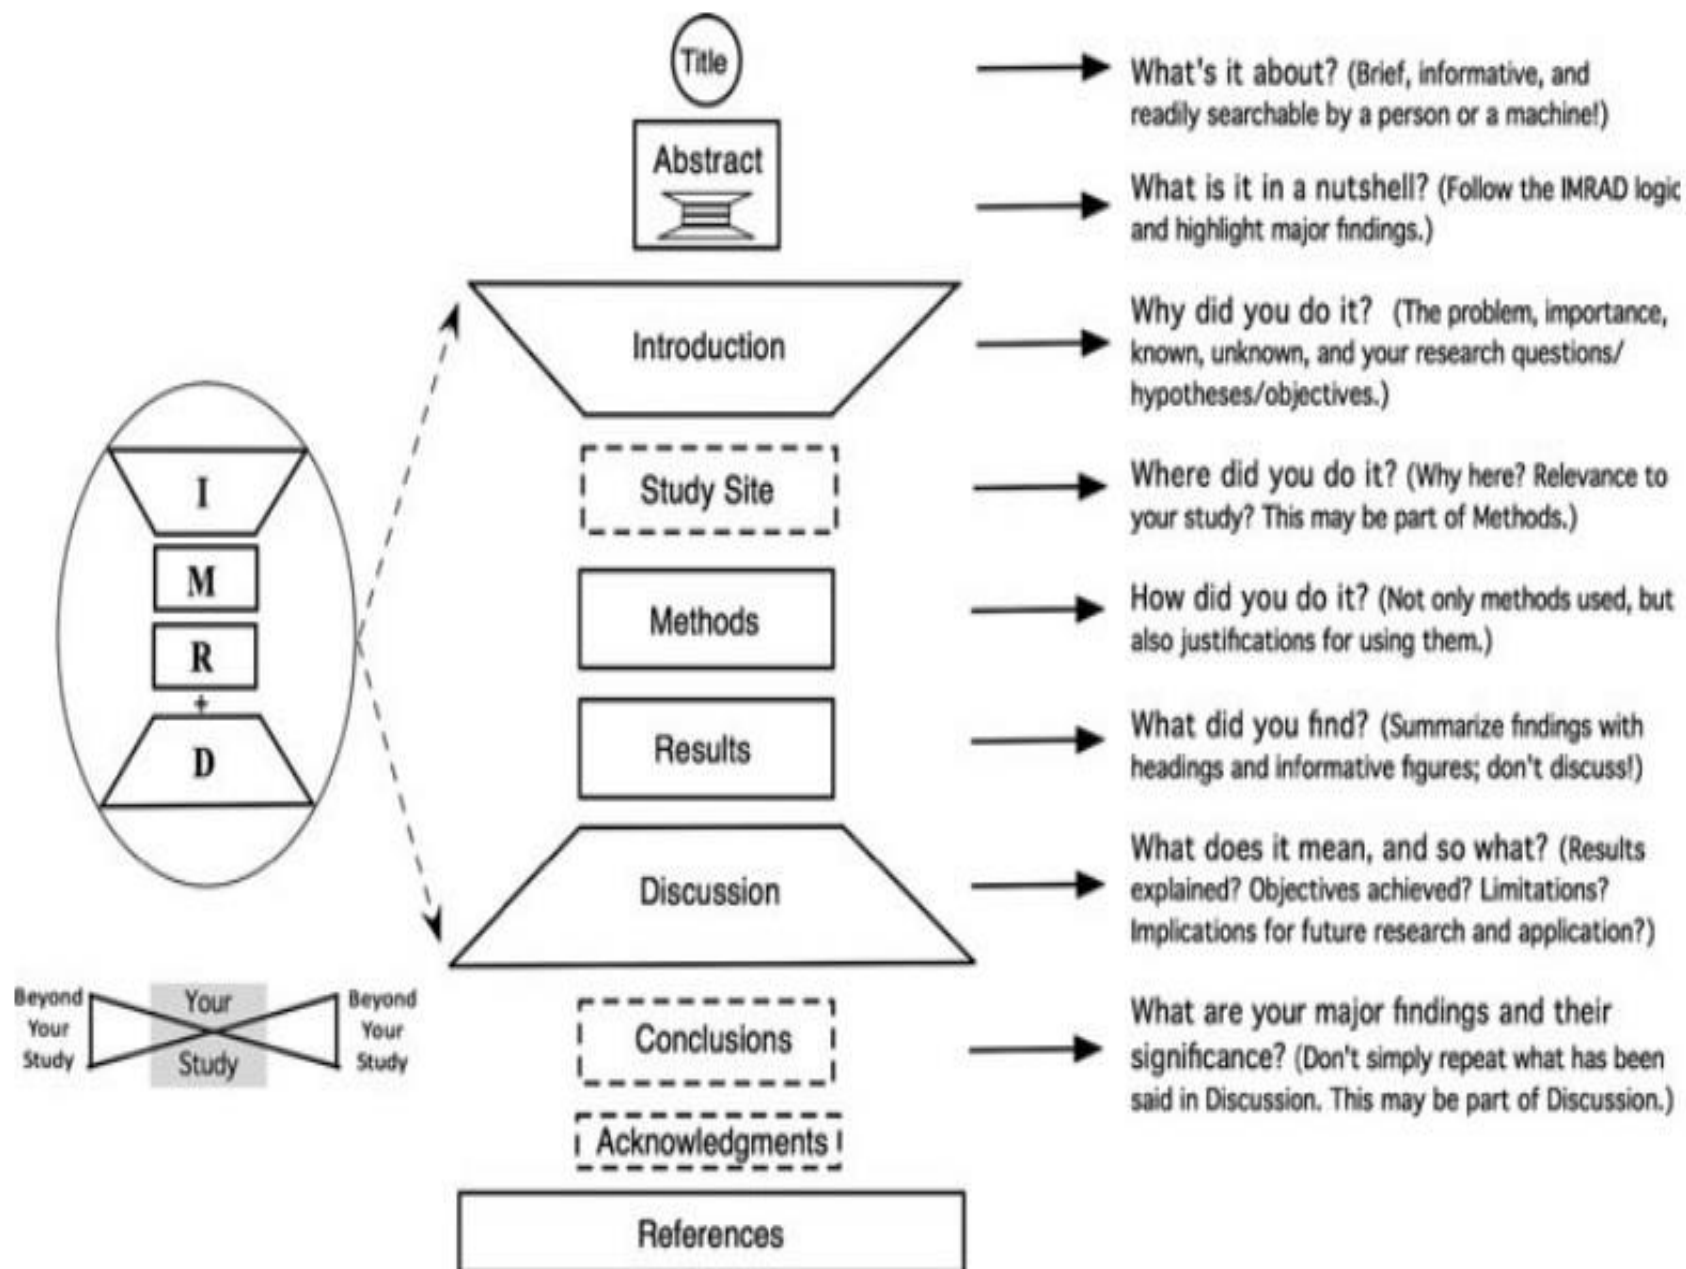 Title
What's it about? (Brief, informative, and
readily searchable by a person or a machine!)
Abstract
What is it in a nutshell? (Follow the IMRAD logic
and highlight major findings.)
Introduction
Why did you do it? (The problem, importance,
known, unknown, and your research questions/
hypotheses/objectives.)
Study Site
Where did you do it? (Why here? Relevance to
your study? This may be part of Methods.)
Methods
How did you do it? (Not only methods used, but
also justifications for using them.)
Results
What did you find? (Summarize findings with
headings and informative figures; don't discuss!)
Discussion
What does it mean, and so what? (Results
explained? Objectives achieved? Limitations?
Implications for future research and application?)
Conclusions
What are your major findings and their
significance? (Don't simply repeat what has been
said in Discussion. This may be part of Discussion.)
Acknowledgments
References
I
M
R
+
D
Beyond
Your
Study
Your
Study
Beyond
Your
Study